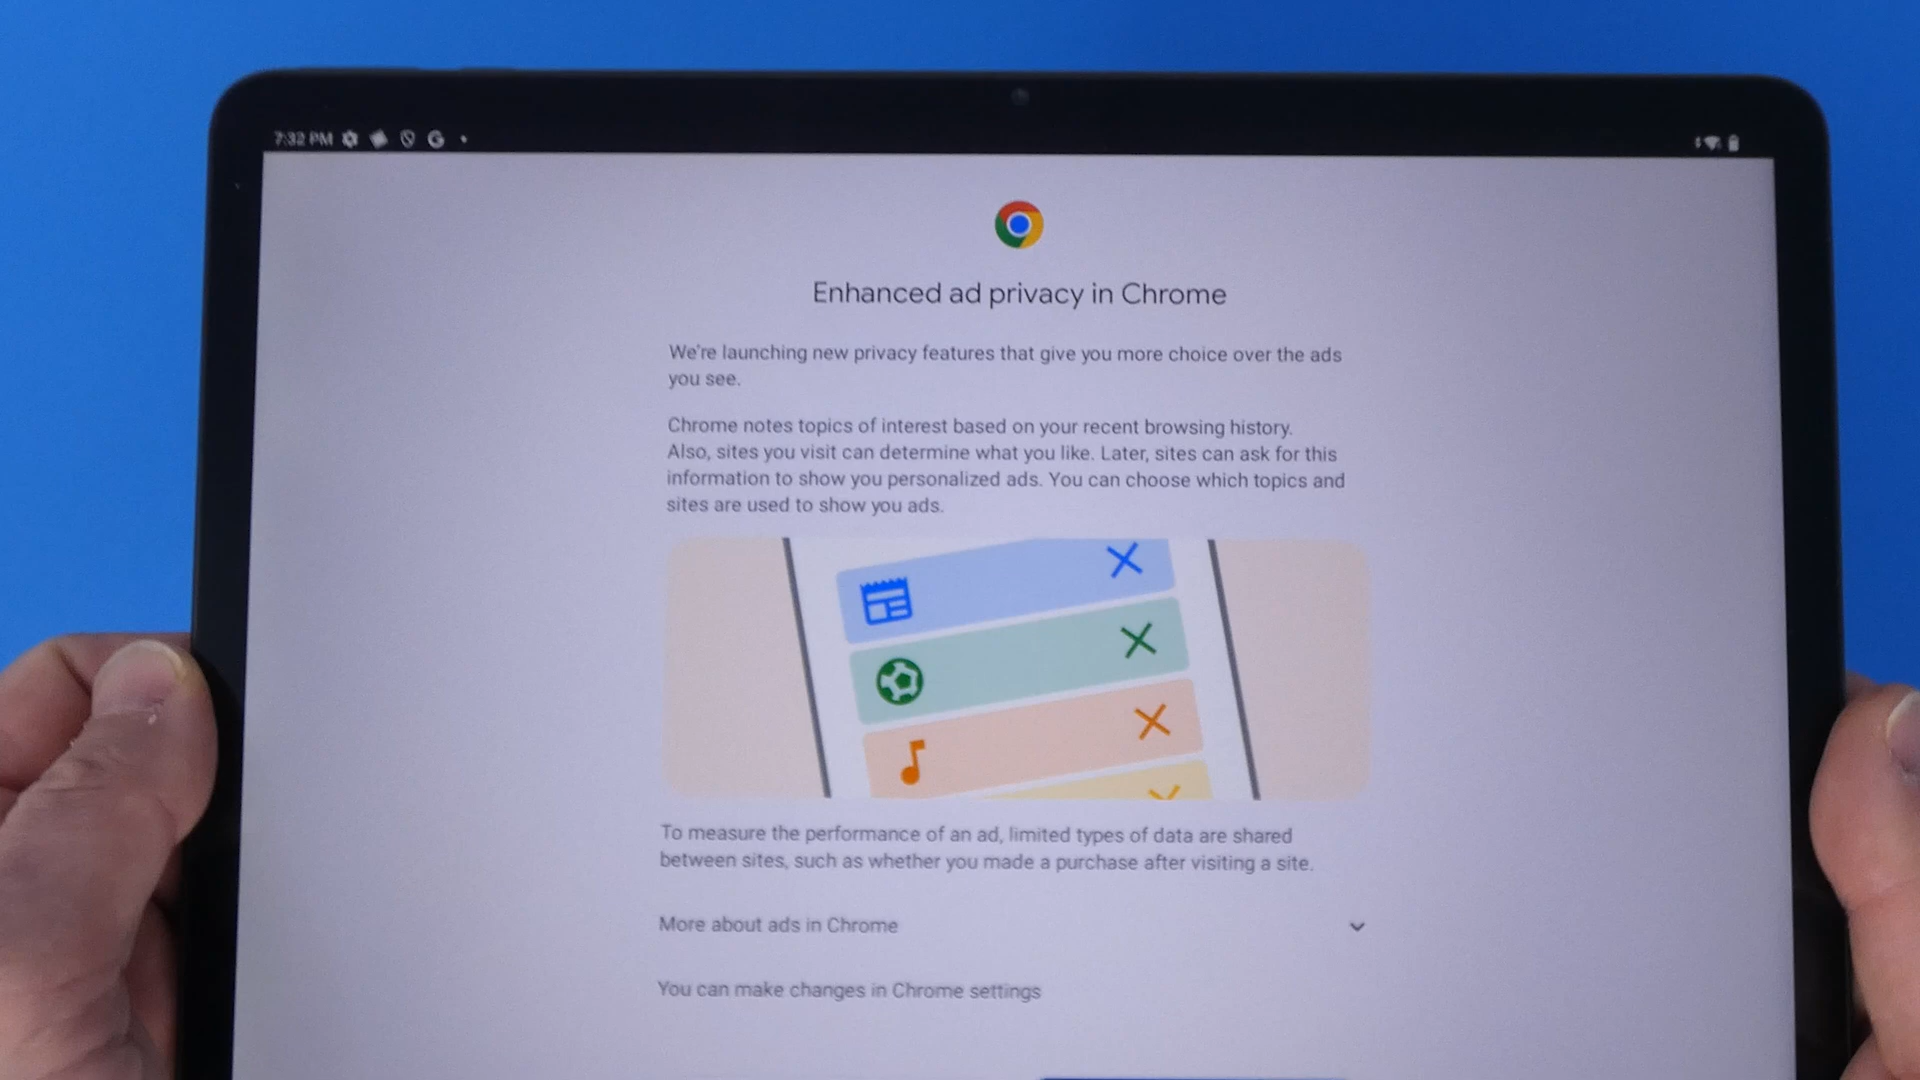 7:32 PM
Enhanced ad privacy in Chrome
We're launching new privacy features that give you more choice over the ads
you see.
Chrome notes topics of interest based on your recent browsing history.
Also, sites you visit can determine what you like. Later, sites can ask for this
information to show you personalized ads. You can choose which topics and
sites are used to show you ads.
To measure the performance of an ad, limited types of data are shared
between sites, such as whether you made a purchase after visiting a site.
More about ads in Chrome
You can make changes in Chrome settings